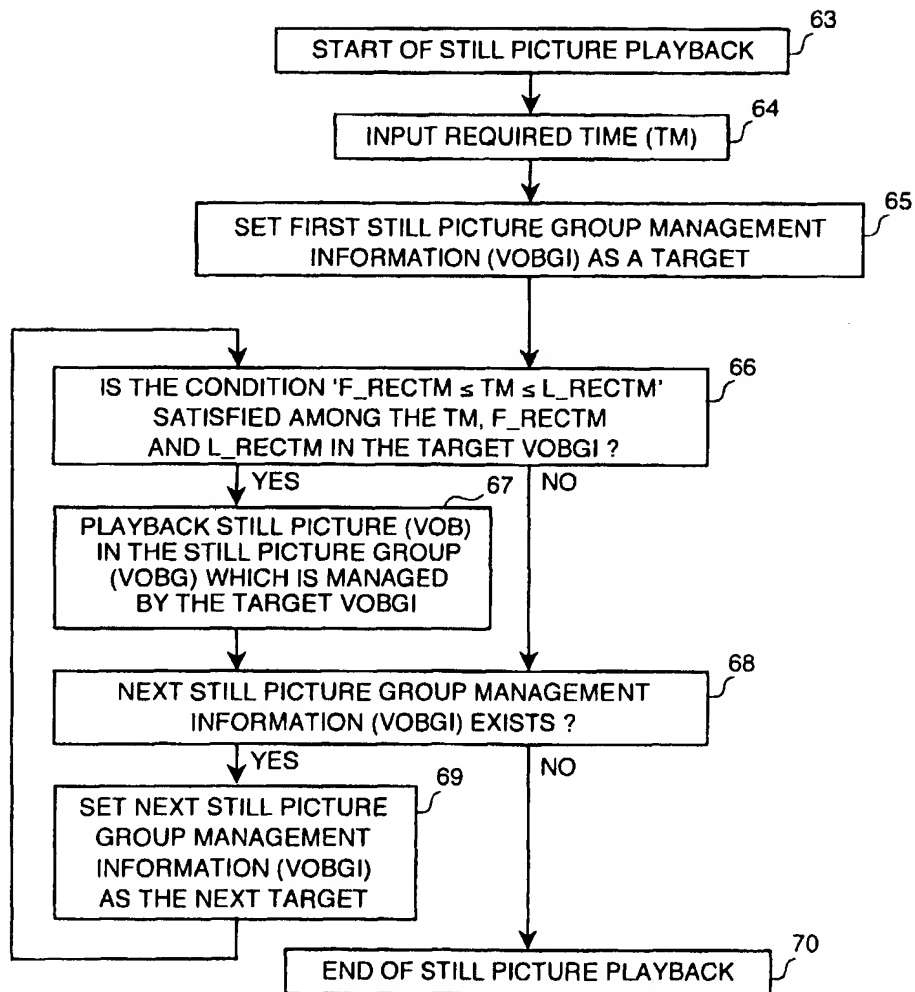 63
START OF STILL PICTURE PLAYBACK
64
INPUT REQUIRED TIME (TM)
65
SET FIRST STILL PICTURE GROUP MANAGEMENT
INFORMATION (VOBGI) AS A TARGET
66
IS THE CONDITION 'F_RECTM ≤ TM ≤ L_RECTM'
SATISFIED AMONG THE TM, F_RECTM
AND L_RECTM IN THE TARGET VOBGI ?
YES
NO
67
PLAYBACK STILL PICTURE (VOB)
IN THE STILL PICTURE GROUP
(VOBG) WHICH IS MANAGED
BY THE TARGET VOBGI
68
NEXT STILL PICTURE GROUP MANAGEMENT
INFORMATION (VOBGI) EXISTS ?
YES
NO
69
SET NEXT STILL PICTURE
GROUP MANAGEMENT
INFORMATION (VOBGI)
AS THE NEXT TARGET
70
END OF STILL PICTURE PLAYBACK